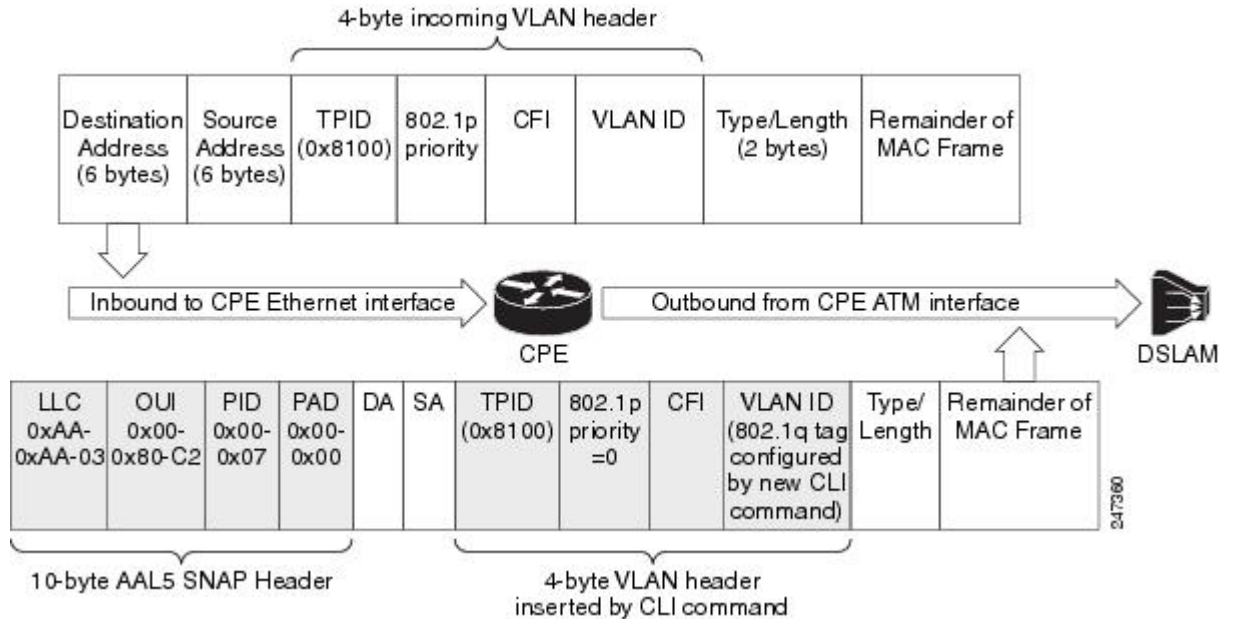 4-byte incoming VLAN header
Destination Address (6 bytes)
Source Address (6 bytes)
TPID (0x8100)
802.1p priority
CFI
VLAN ID
Type/Length (2 bytes)
Remainder of MAC Frame
Inbound to CPE Ethernet interface
CPE
Outbound from CPE ATM interface
DSLAM
LLC 0xAA-0xAA-03
OUI 0x00-0x80-C2
PID 0x00-0x07
PAD 0x00-0x00
DA
SA
TPID (0x8100)
802.1p priority =0
CFI
VLAN ID (802.1q tag configured by new CLI command)
Type/ Length
Remainder of MAC Frame
247360
10-byte AAL5 SNAP Header
4-byte VLAN header
inserted by CLI command